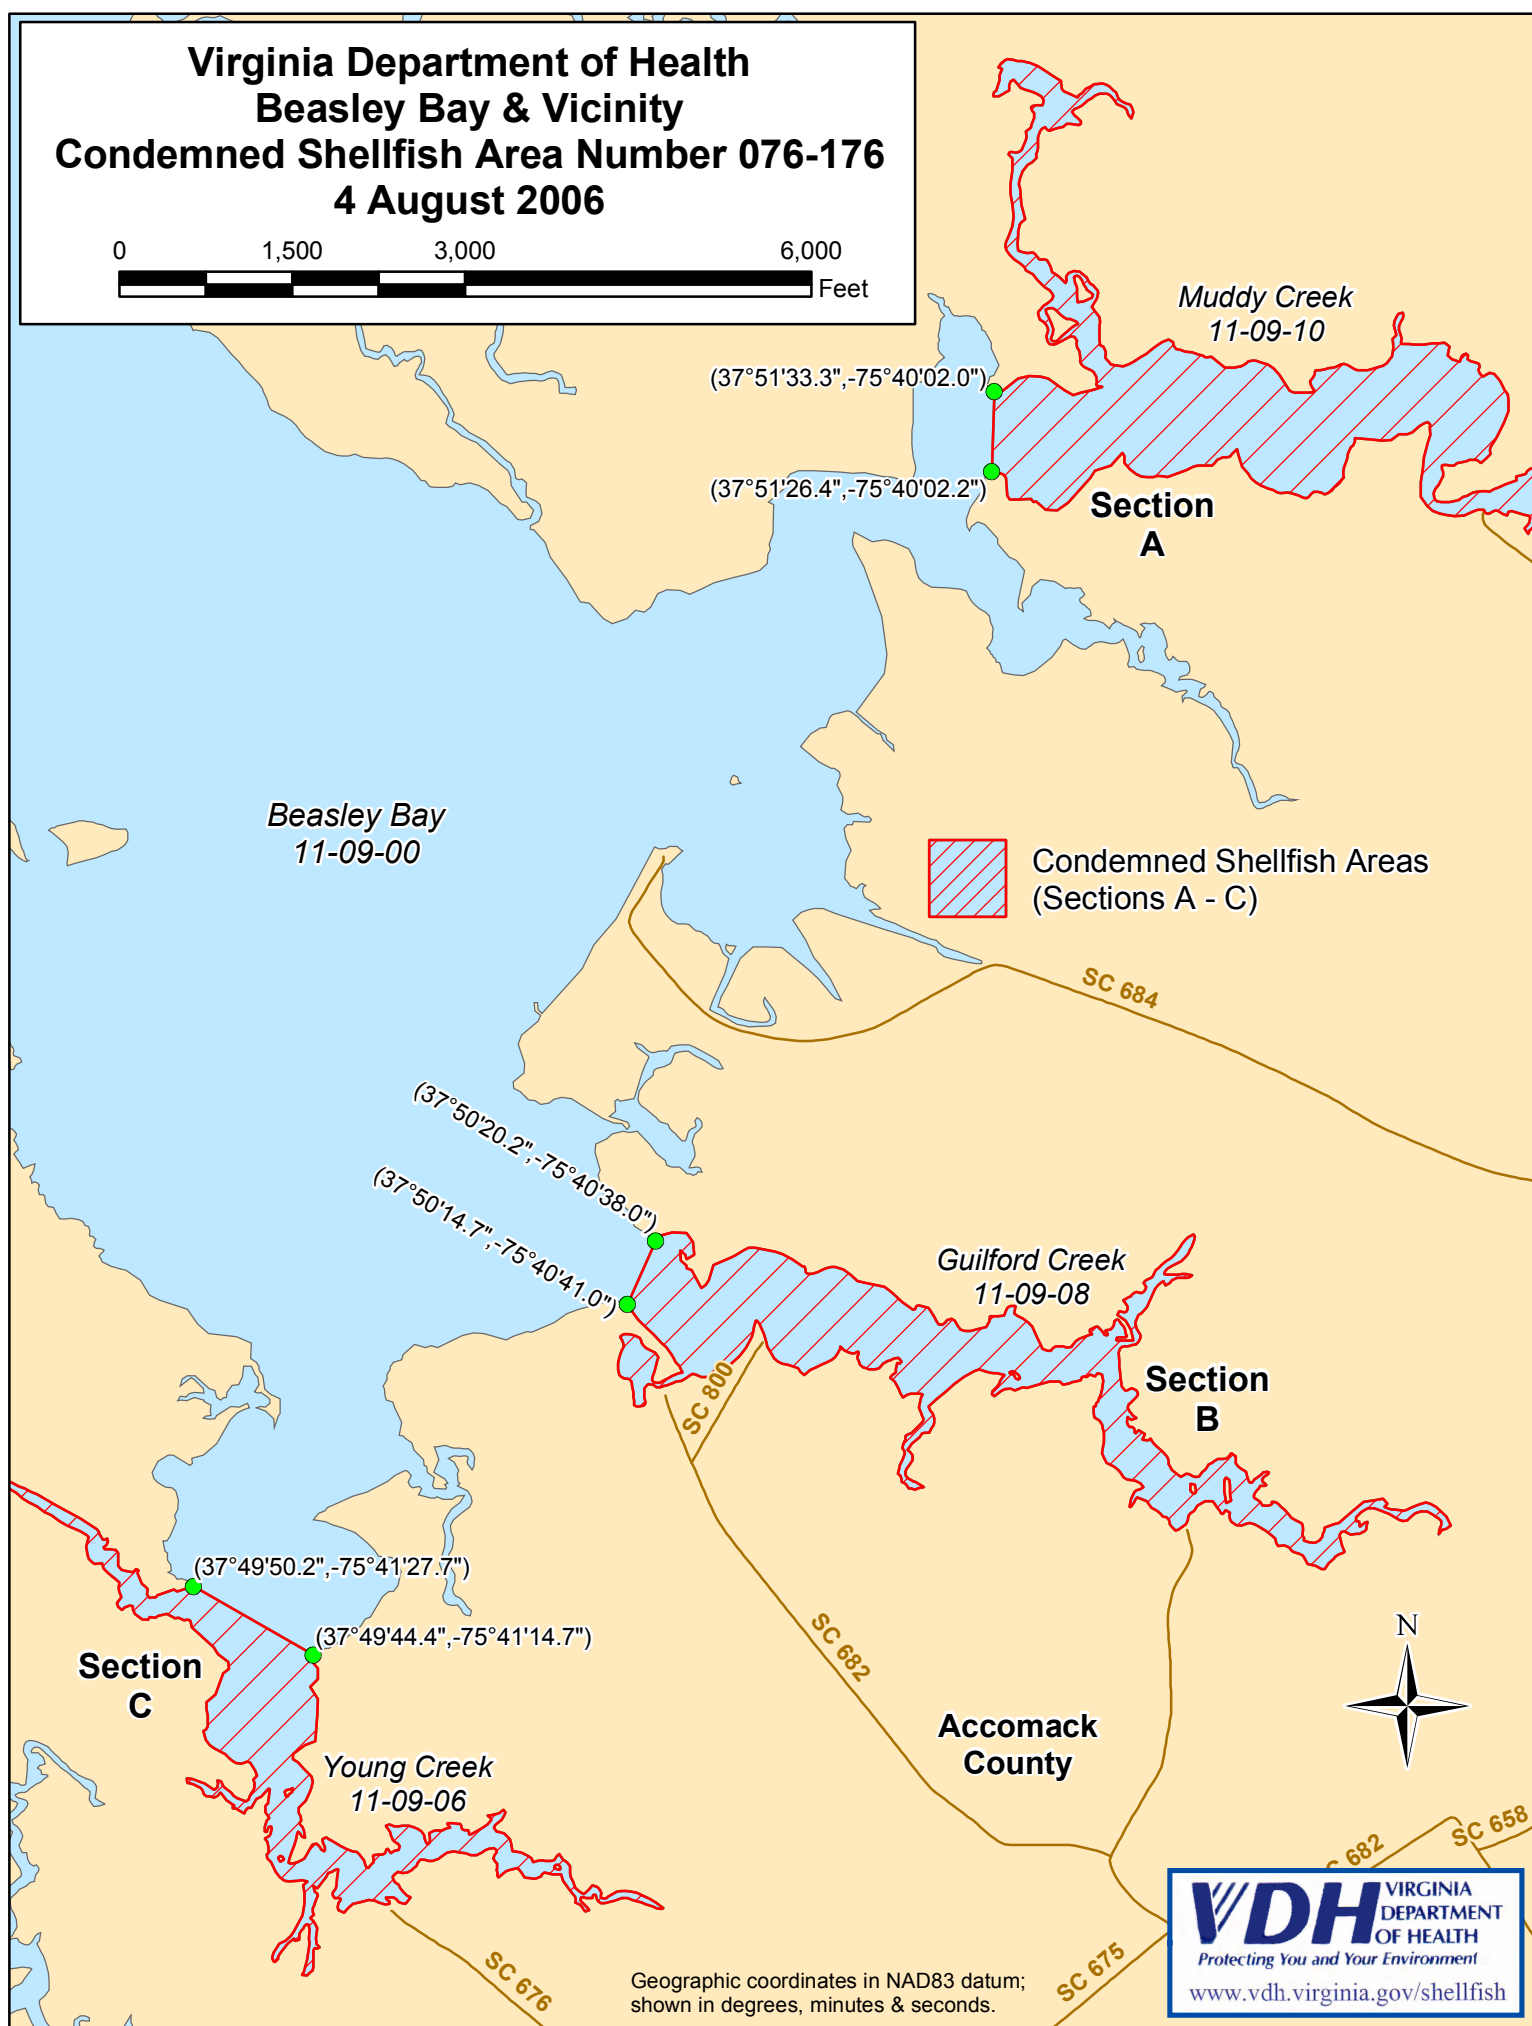 Virginia Department of Health
Beasley Bay & Vicinity
Condemned Shellfish Area Number 076-176
4 August 2006
0 1,500 3,000 6,000
Feet
Muddy Creek
11-09-10
(37°51'33.3",-75°40'02.0")
(37°51'26.4",-75°40'02.2")
Section
A
Beasley Bay
11-09-00
Condemned Shellfish Areas
(Sections A - C)
SC 684
(37°50'20.2",-75°40'38.0")
(37°50'14.7",-75°40'41.0")
Guilford Creek
11-09-08
SC 800
Section
B
(37°49'50.2",-75°41'27.7")
(37°49'44.4",-75°41'14.7")
Section
C
SC 682
N
Accomack
County
Young Creek
11-09-06
SC 658
C 682
SC 676
SC 675
Geographic coordinates in NAD83 datum;
shown in degrees, minutes & seconds.
VDH
VIRGINIA
DEPARTMENT
OF HEALTH
Protecting You and Your Environment
www.vdh.virginia.gov/shellfish